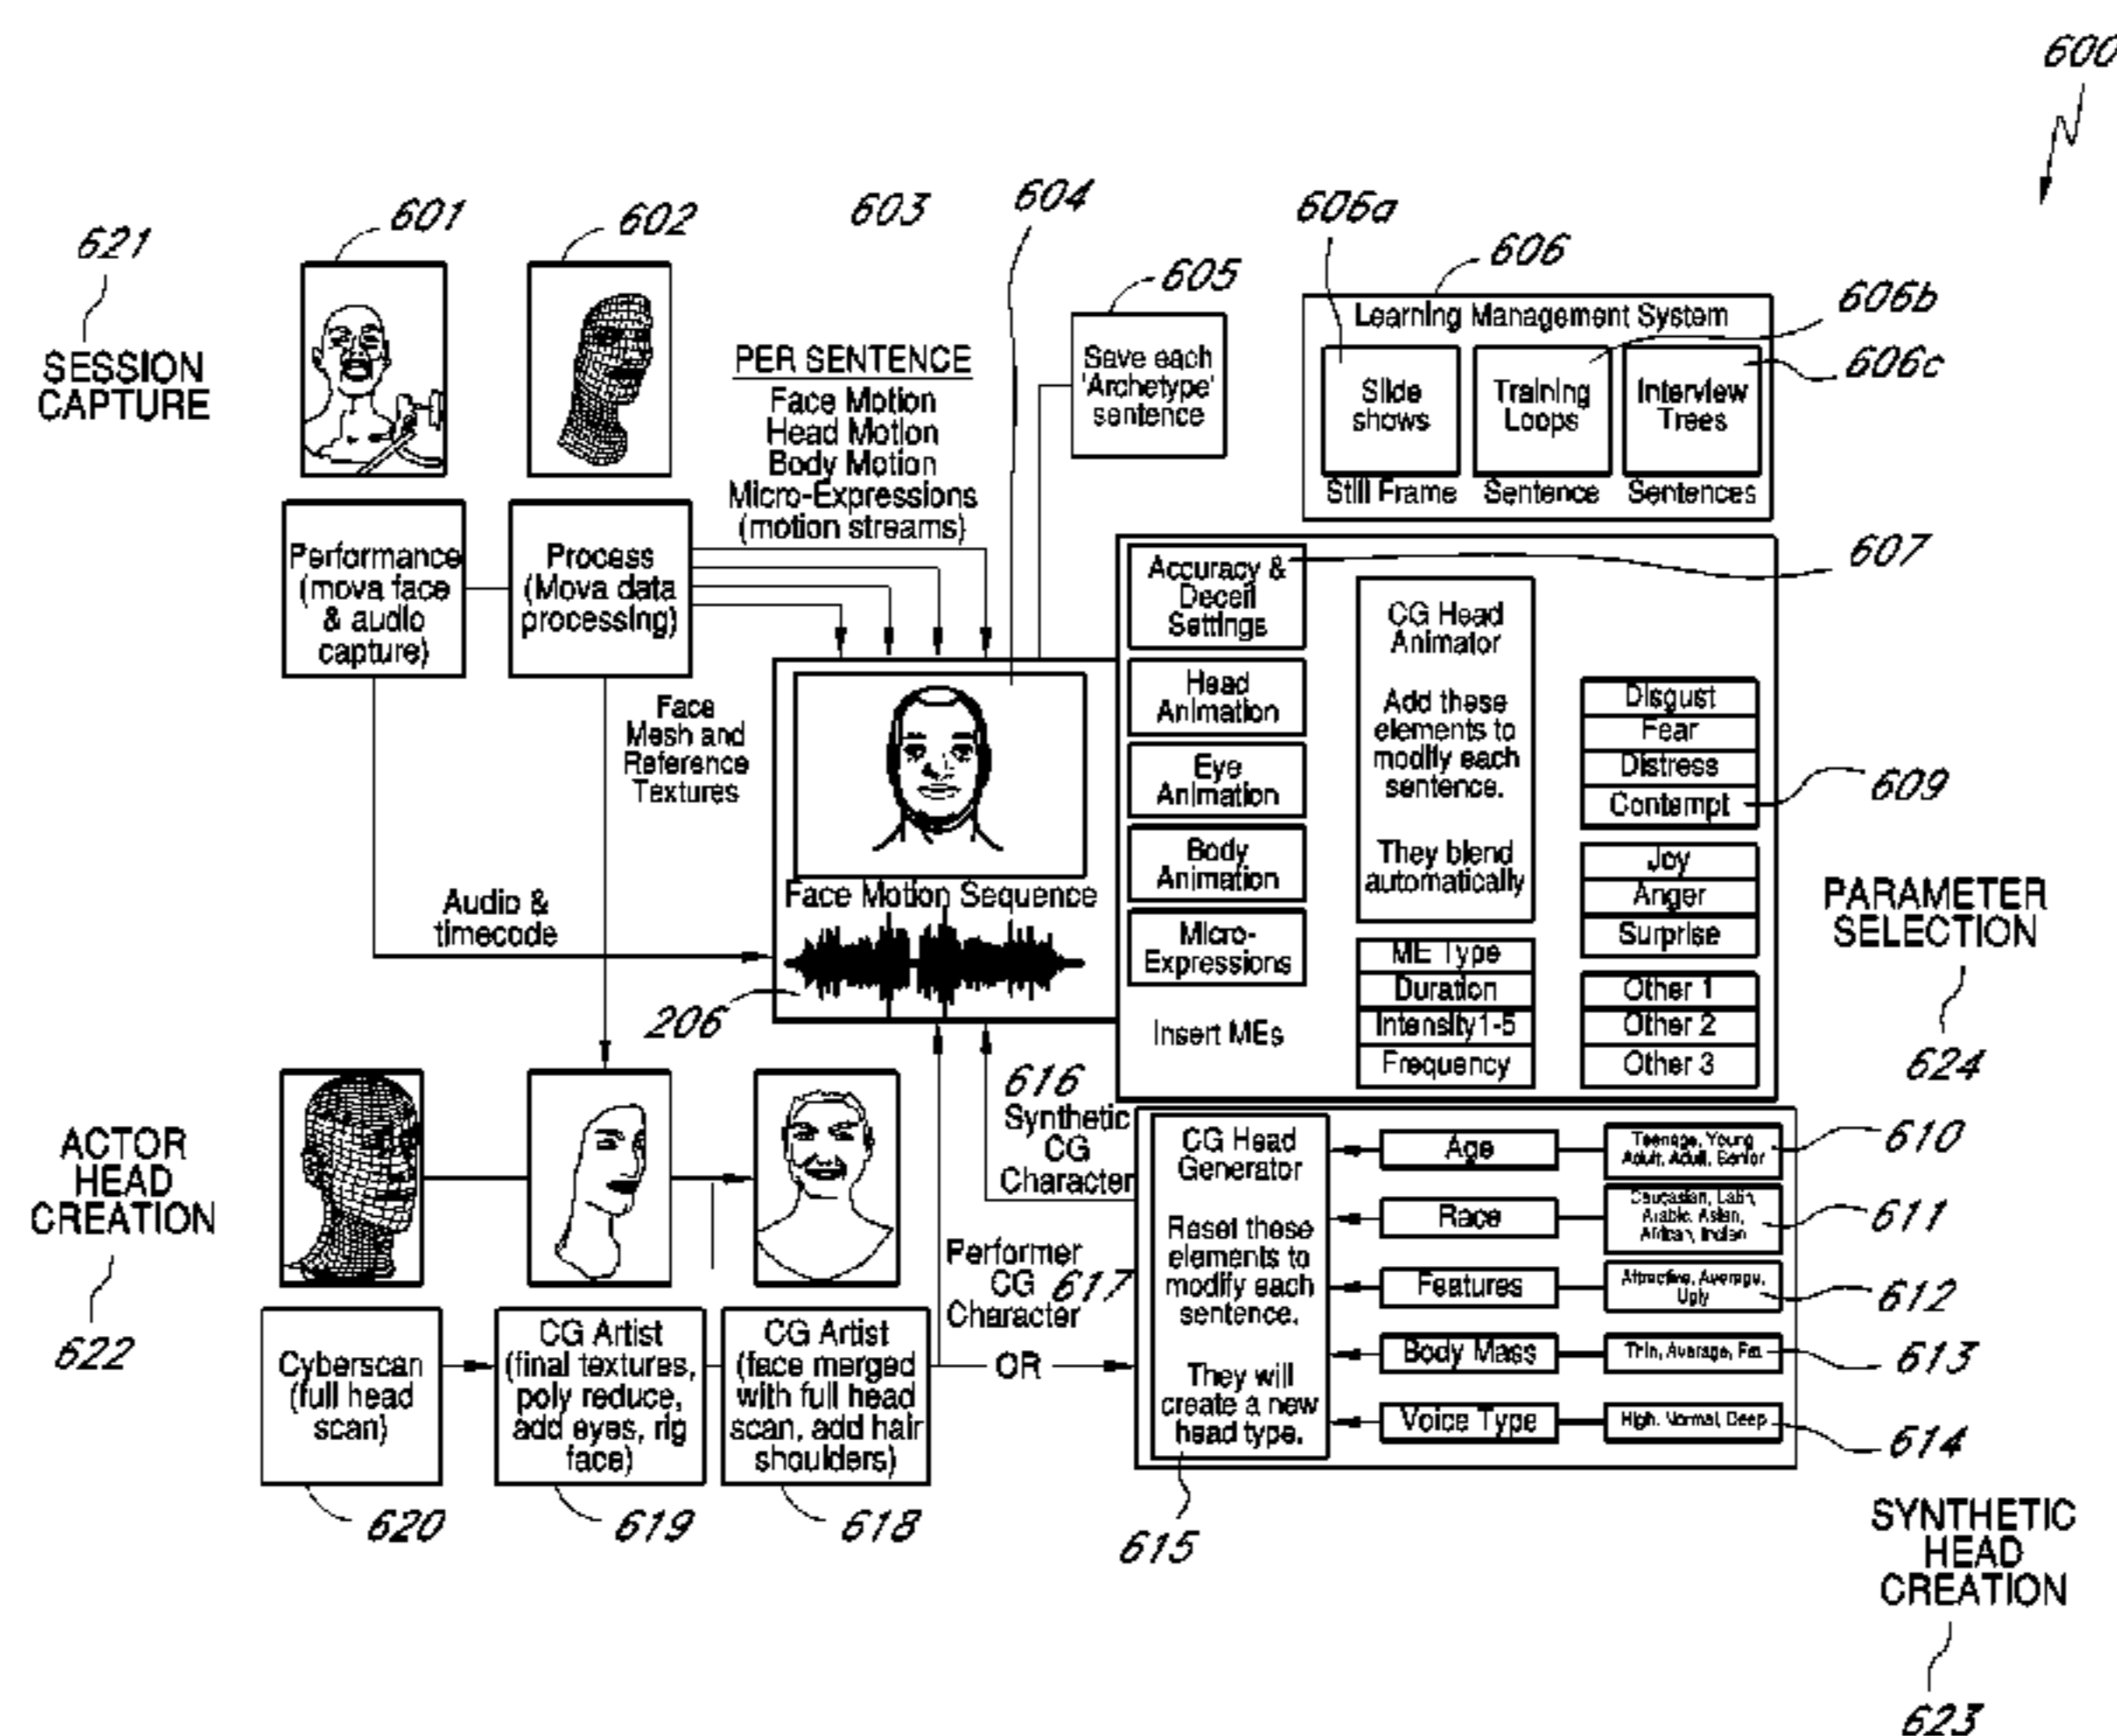 600
621
SESSION
CAPTURE
601
602
603
604
605
606a
606
606b
606c
PER SENTENCE
Face Motion
Head Motion
Body Motion
Micro-Expressions
(motion streams)
Save each
'Archetype'
sentence
Learning Management System
Slide
shows
Training
Loops
Interview
Trees
Still Frame
Sentence
Sentences
Performance
(mova face
& audio
capture)
Process
(Mova data
processing)
Face
Mesh and
Reference
Textures
Audio &
timecode
Face Motion Sequence
206
Accuracy &
Deceit
Settings
607
Head
Animation
Eye
Animation
Body
Animation
Micro-
Expressions
Insert MEs
CG Head
Animator
Add these
elements to
modify each
sentence.
They blend
automatically
ME Type
Duration
Intensity1-5
Frequency
Disgust
Fear
Distress
Contempt
609
Joy
Anger
Surprise
Other 1
Other 2
Other 3
PARAMETER
SELECTION
624
ACTOR
HEAD
CREATION
622
Cyberscan
(full head
scan)
620
CG Artist
(final textures,
poly reduce,
add eyes, rig
face)
619
CG Artist
(face merged
with full head
scan, add hair
shoulders)
618
616
Synthetic
CG
Character
Performer
CG
Character
617
OR
CG Head
Generator
Reset these
elements to
modify each
sentence.
They will
create a new
head type.
615
Age
Teenage, Young
Adult, Adult, Senior
610
Race
Caucasian, Latin,
Arabic, Asian,
African, Indian
611
Features
Attractive, Average,
Ugly
612
Body Mass
Thin, Average, Fat
613
Voice Type
High, Normal, Deep
614
SYNTHETIC
HEAD
CREATION
623